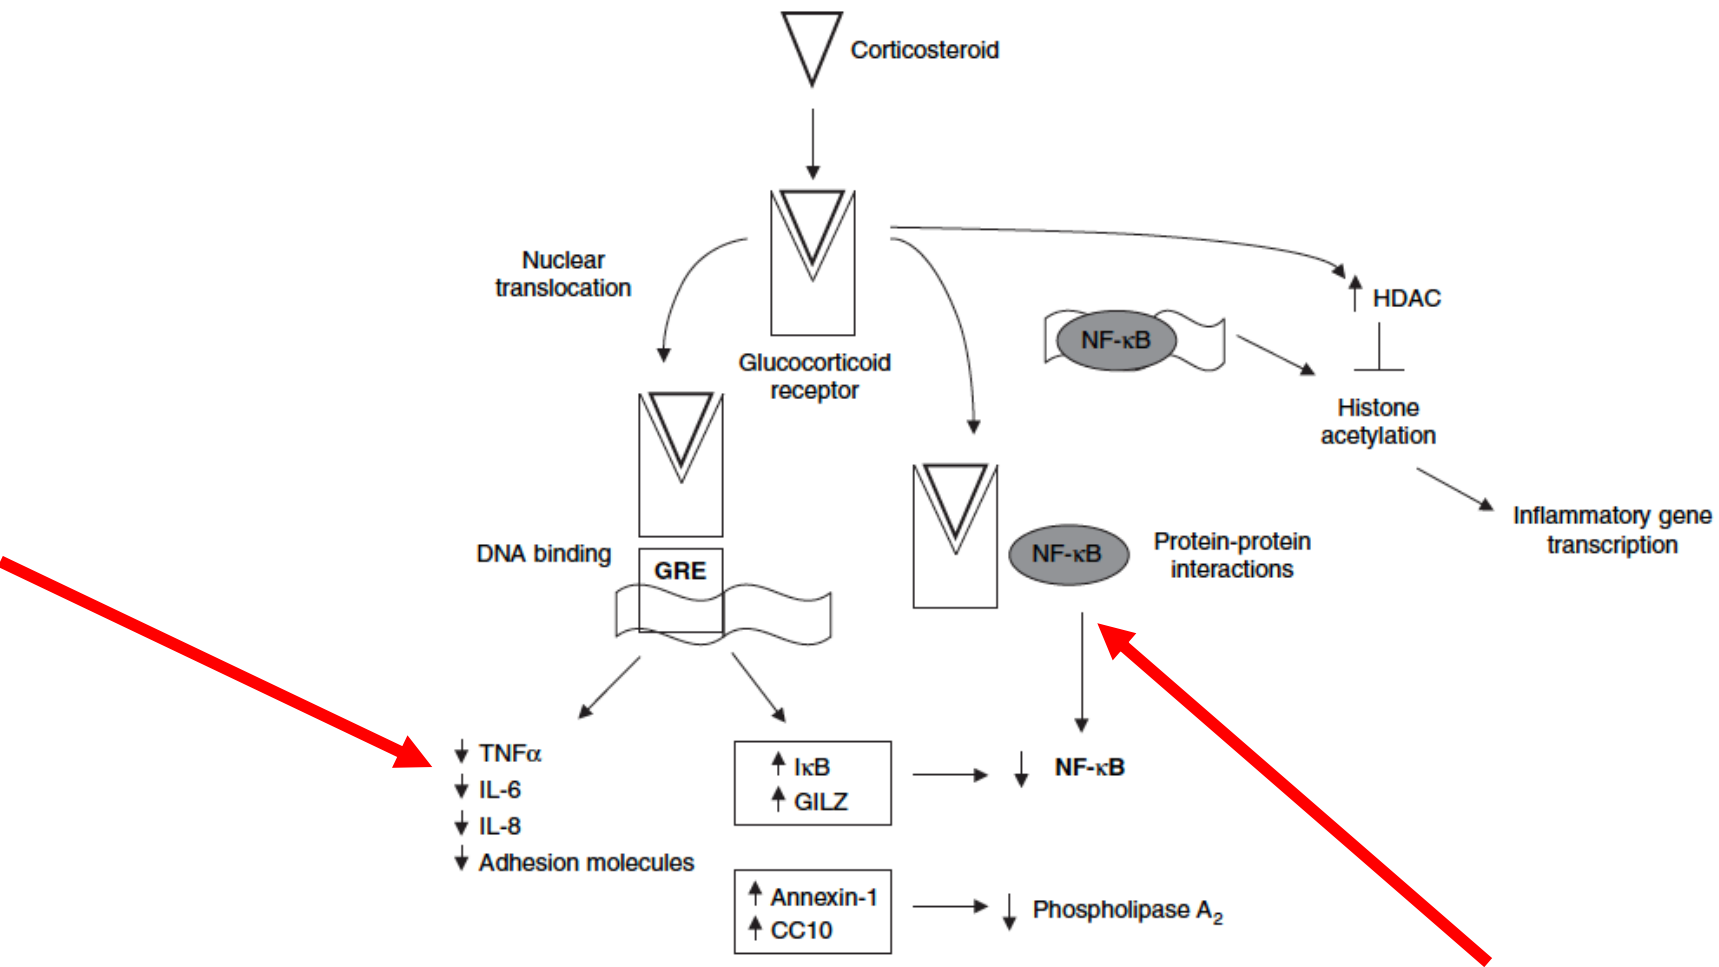 Corticosteroid
Nuclear
translocation
Glucocorticoid
receptor
HDAC
NF-κB
Histone
acetylation
Inflammatory gene
transcription
DNA binding
GRE
NF-κB
Protein-protein
interactions
↓ TNFα
↓ IL-6
↓ IL-8
↓ Adhesion molecules
↑ IκB
↑ GILZ
↓ NF-κB
↑ Annexin-1
↑ CC10
↓ Phospholipase A₂